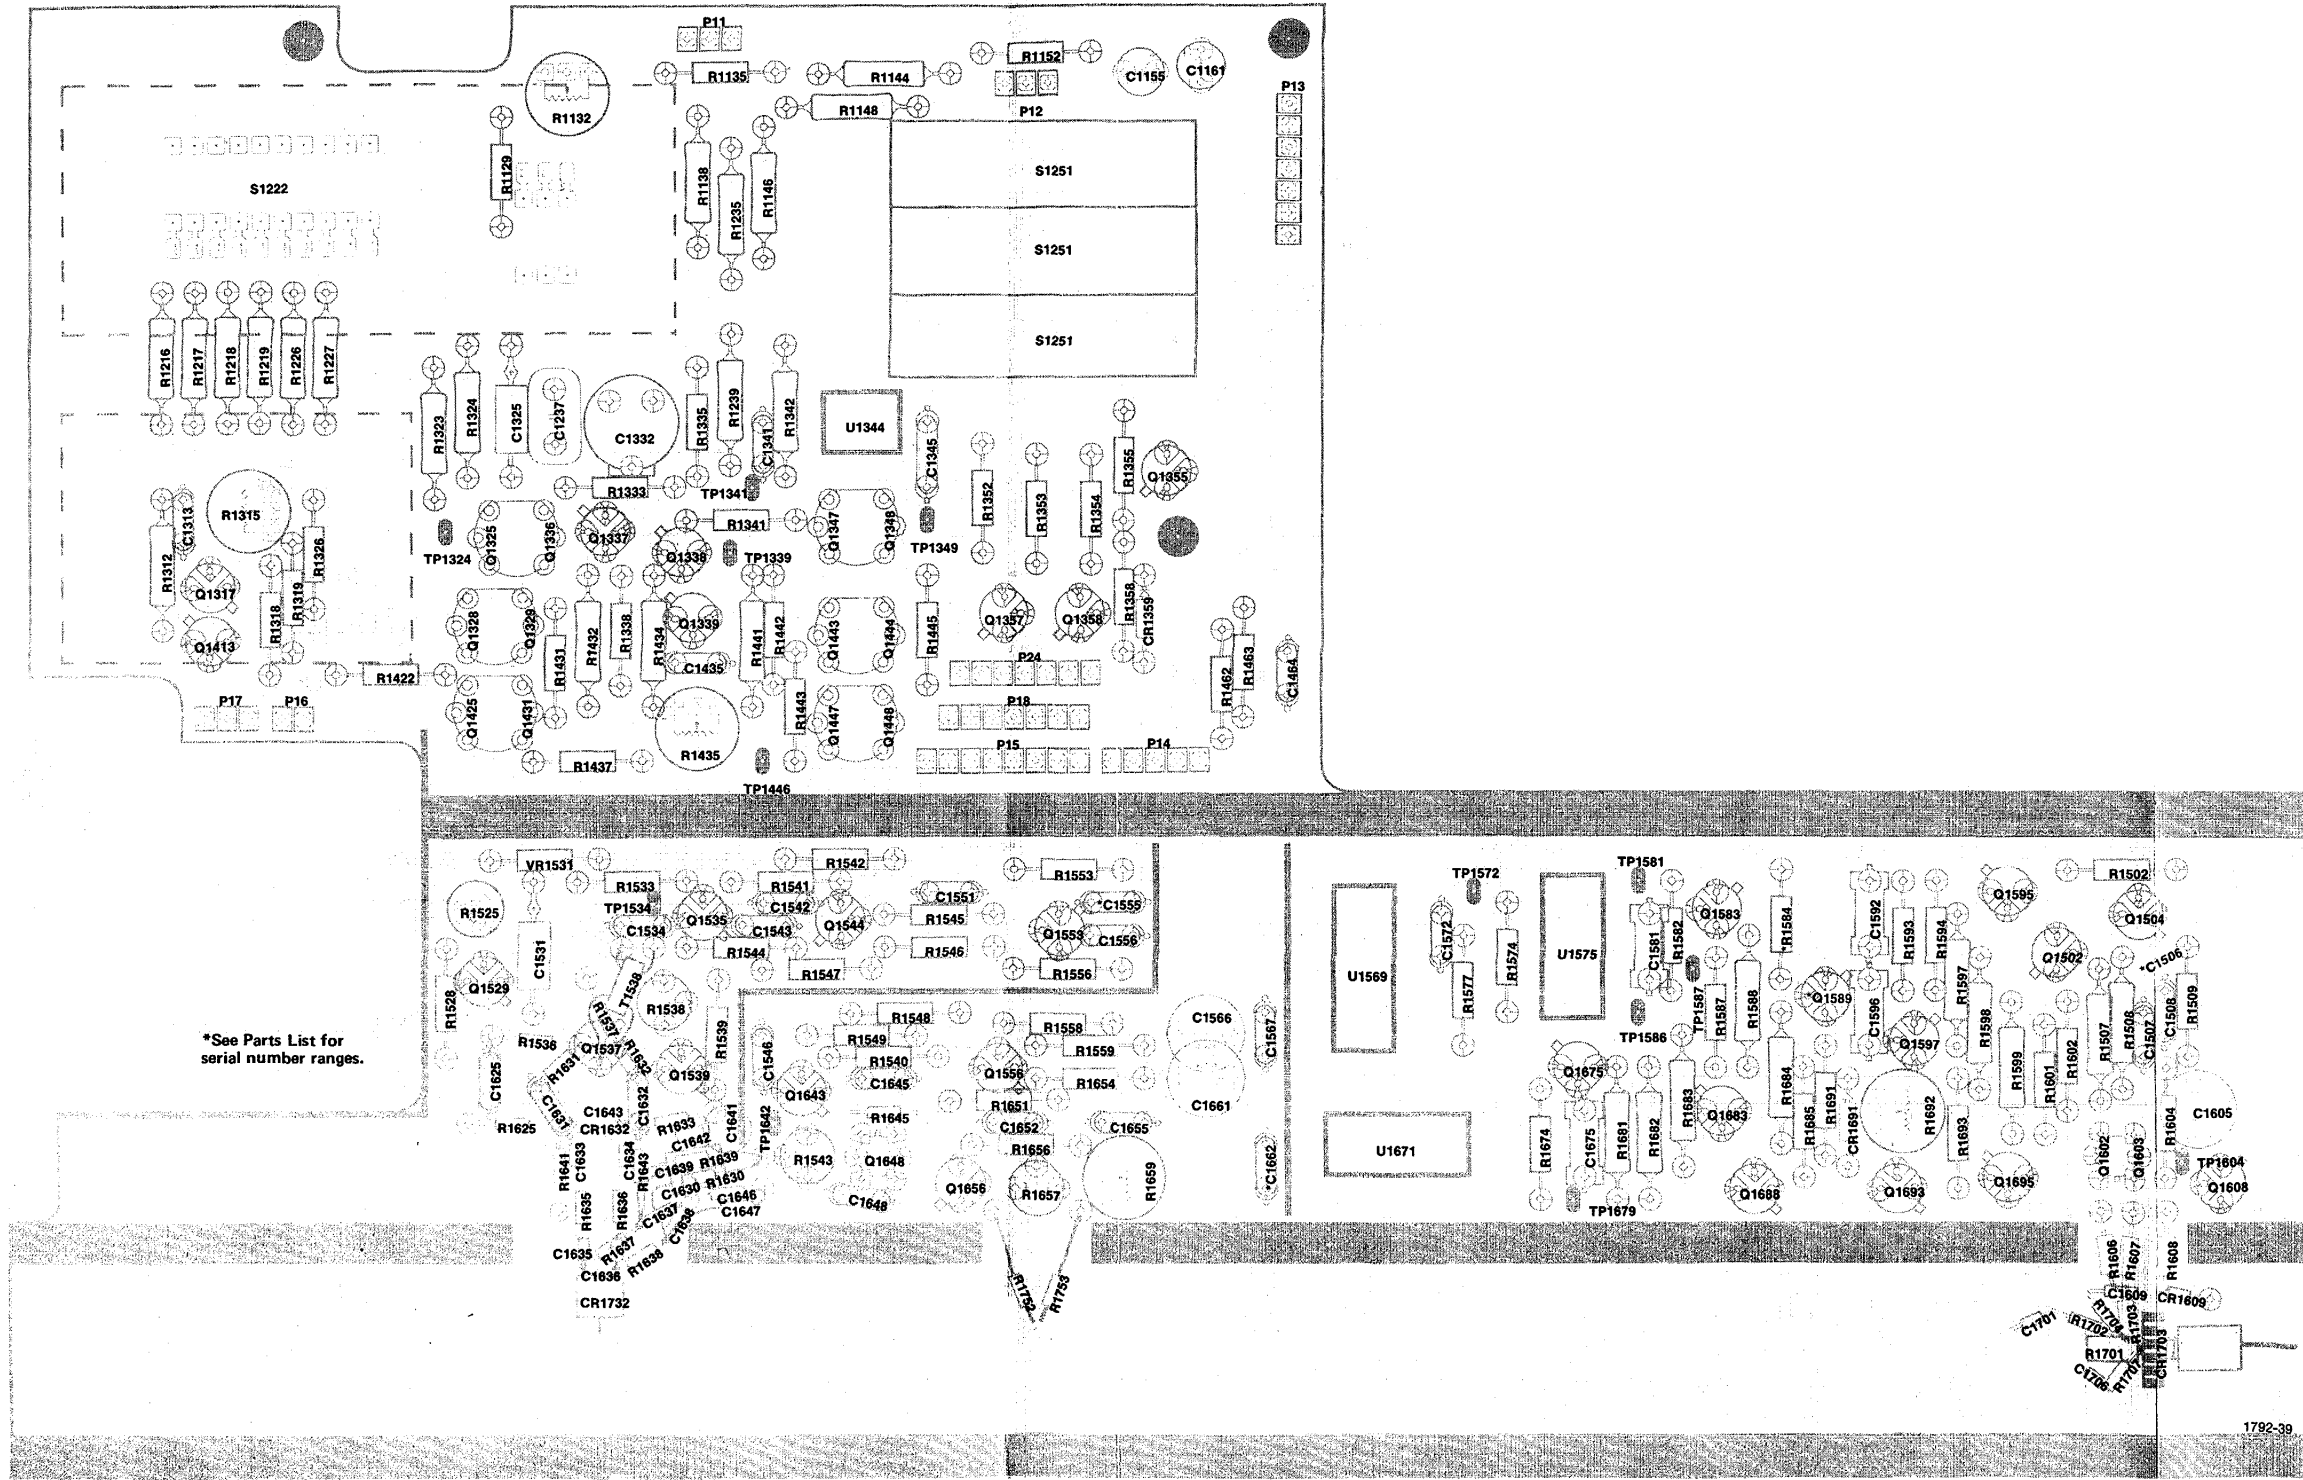 P11
R1152
R1135
R1144
C1155
C1161
P13
R1148
P12
R1132
R1129
R1138
R1235
R1146
S1222
S1251
S1251
S1251
R1216
R1217
R1218
R1219
R1226
R1227
R1323
R1324
C1325
C1237
C1332
R1335
R1239
C1341
R1342
U1344
C1345
R1352
R1353
R1354
R1355
Q1355
R1333
TP1341
R1341
R1312
C1313
R1315
R1326
TP1324
Q1325
Q1336
Q1337
Q1338
TP1339
Q1347
Q1348
TP1349
Q1317
R1318
R1319
Q1413
Q1328
Q1329
R1431
R1432
R1338
R1434
Q1339
R1441
R1442
Q1443
Q1444
R1445
Q1357
Q1358
R1358
CR1359
C1435
P24
R1462
R1463
C1464
R1422
P17
P16
Q1425
Q1431
R1435
R1443
Q1447
Q1448
P18
P15
P14
R1437
TP1446
VR1531
R1542
R1553
R1533
R1541
C1551
*C1555
R1525
TP1534
C1534
Q1535
C1542
C1543
Q1544
R1545
Q1553
C1556
R1544
R1546
C1531
R1547
R1556
R1528
Q1529
T1538
R1538
R1537
R1539
R1548
R1558
C1566
C1567
*See Parts List for
serial number ranges.
R1536
Q1537
R1632
R1631
C1546
R1549
R1540
R1559
C1625
Q1539
C1645
Q1556
R1654
Q1643
C1661
C1631
C1643
C1632
CR1632
R1633
C1641
TP1642
R1645
R1651
C1652
C1655
R1625
C1642
R1656
R1641
C1633
C1634
R1643
C1639
R1639
R1543
Q1648
Q1656
R1657
R1659
*C1662
C1630
R1630
R1635
R1636
C1637
C1646
C1647
C1648
C1638
C1635
R1637
R1638
C1636
CR1732
R1752
R1753
TP1572
TP1581
R1502
U1569
C1572
R1577
R1574
U1575
C1581
R1582
Q1583
*R1584
C1592
R1593
R1594
Q1595
Q1504
Q1502
*C1506
TP1587
R1587
R1588
*Q1589
C1596
R1597
R1598
R1507
R1508
C1507
C1508
R1509
TP1586
Q1597
R1599
R1601
R1602
Q1675
R1683
R1684
Q1683
R1685
R1691
CR1691
R1692
R1693
R1604
C1605
U1671
R1674
C1675
R1681
R1682
Q1602
Q1603
TP1604
Q1688
Q1693
Q1695
Q1608
TP1679
R1606
R1607
R1608
C1609
CR1609
C1701
R1702
R1704
R1703
R1701
CR1703
C1706
R1707
1792-39